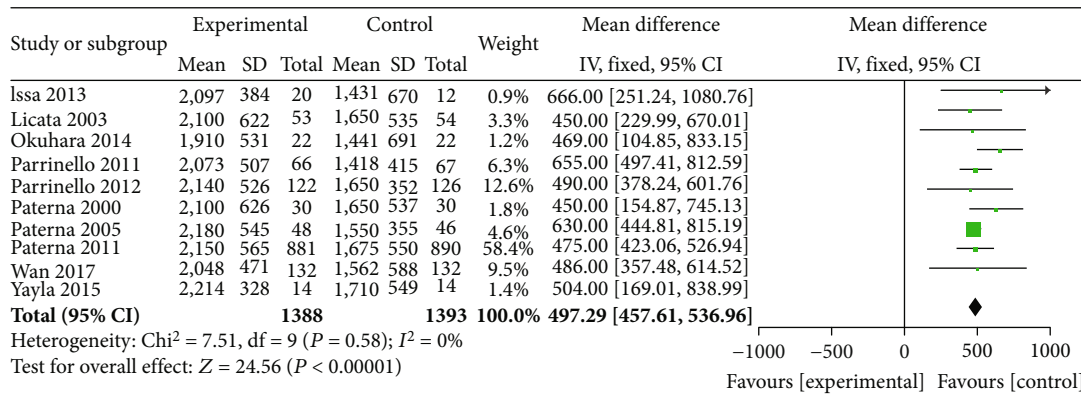 Study or subgroup Experimental Control Weight Mean difference Mean difference
Mean SD Total Mean SD Total IV, fixed, 95% CI IV, fixed, 95% CI
Issa 2013 2,097 384 20 1,431 670 12 0.9% 666.00 [251.24, 1080.76]
Licata 2003 2,100 622 53 1,650 535 54 3.3% 450.00 [229.99, 670.01]
Okuhara 2014 1,910 531 22 1,441 691 22 1.2% 469.00 [104.85, 833.15]
Parrinello 2011 2,073 507 66 1,418 415 67 6.3% 655.00 [497.41, 812.59]
Parrinello 2012 2,140 526 122 1,650 352 126 12.6% 490.00 [378.24, 601.76]
Paterna 2000 2,100 626 30 1,650 537 30 1.8% 450.00 [154.87, 745.13]
Paterna 2005 2,180 545 48 1,550 355 46 4.6% 630.00 [444.81, 815.19]
Paterna 2011 2,150 565 881 1,675 550 890 58.4% 475.00 [423.06, 526.94]
Wan 2017 2,048 471 132 1,562 588 132 9.5% 486.00 [357.48, 614.52]
Yayla 2015 2,214 328 14 1,710 549 14 1.4% 504.00 [169.01, 838.99]
Total (95% CI) 1388 1393 100.0% 497.29 [457.61, 536.96]
Heterogeneity: Chi² = 7.51, df = 9 (P = 0.58); I² = 0%
Test for overall effect: Z = 24.56 (P < 0.00001)
−1000 −500 0 500 1000
Favours [experimental] Favours [control]